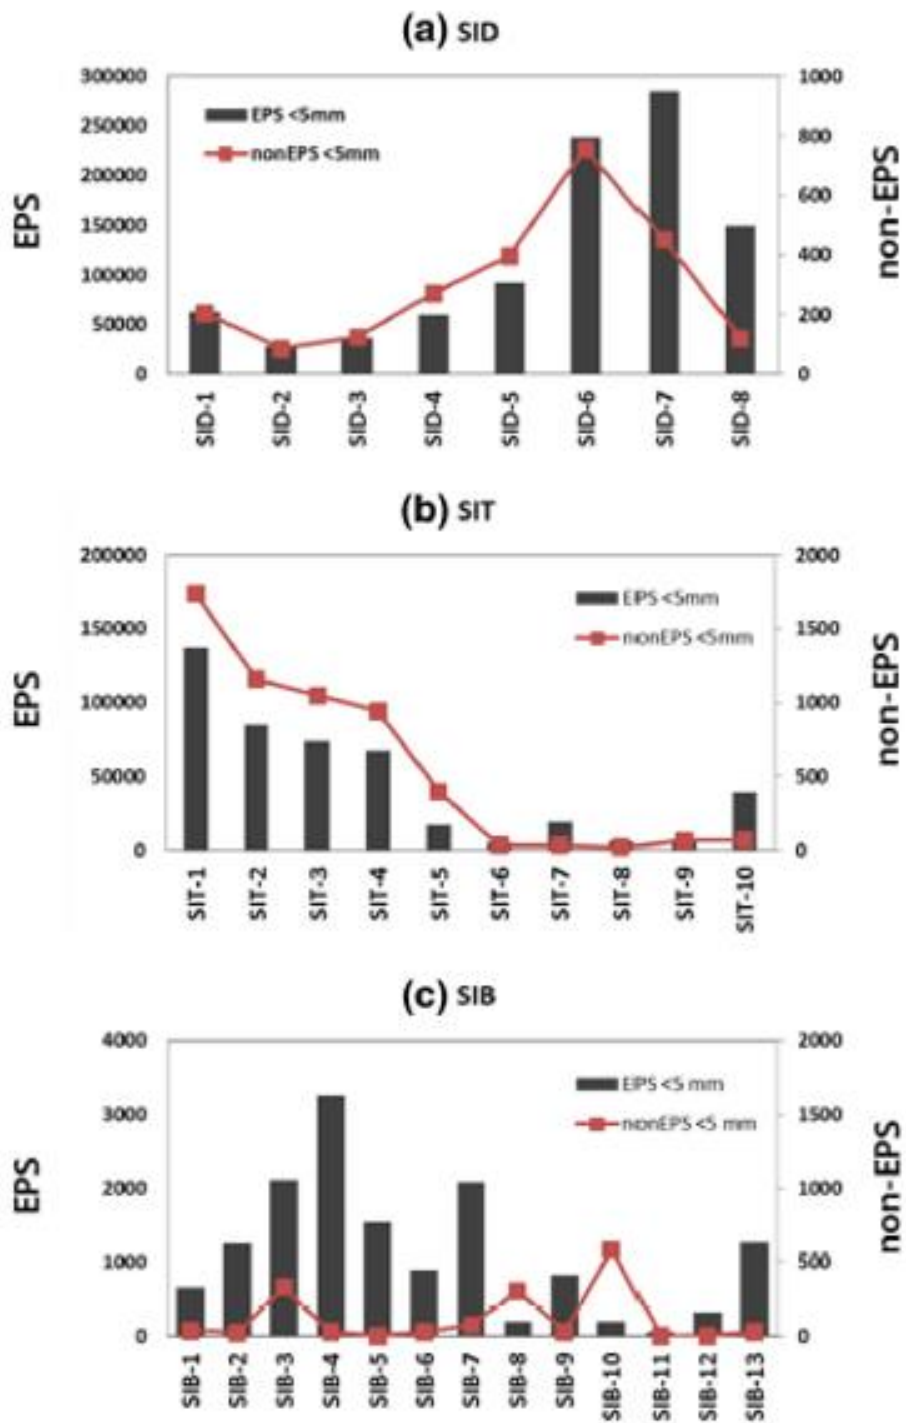 (a) SID
300000
250000
200000
150000
100000
50000
0
EPS
EPS <5mm
nonEPS <5mm
1000
800
600
400
200
0
non-EPS
SID-1 SID-2 SID-3 SID-4 SID-5 SID-6 SID-7 SID-8
(b) SIT
200000
150000
100000
50000
0
EPS
EPS <5mm
nonEPS <5mm
2000
1500
1000
500
0
non-EPS
SIT-1 SIT-2 SIT-3 SIT-4 SIT-5 SIT-6 SIT-7 SIT-8 SIT-9 SIT-10
(c) SIB
4000
3000
2000
1000
0
EPS
EPS <5 mm
nonEPS <5 mm
2000
1500
1000
500
0
non-EPS
SIB-1 SIB-2 SIB-3 SIB-4 SIB-5 SIB-6 SIB-7 SIB-8 SIB-9 SIB-10 SIB-11 SIB-12 SIB-13